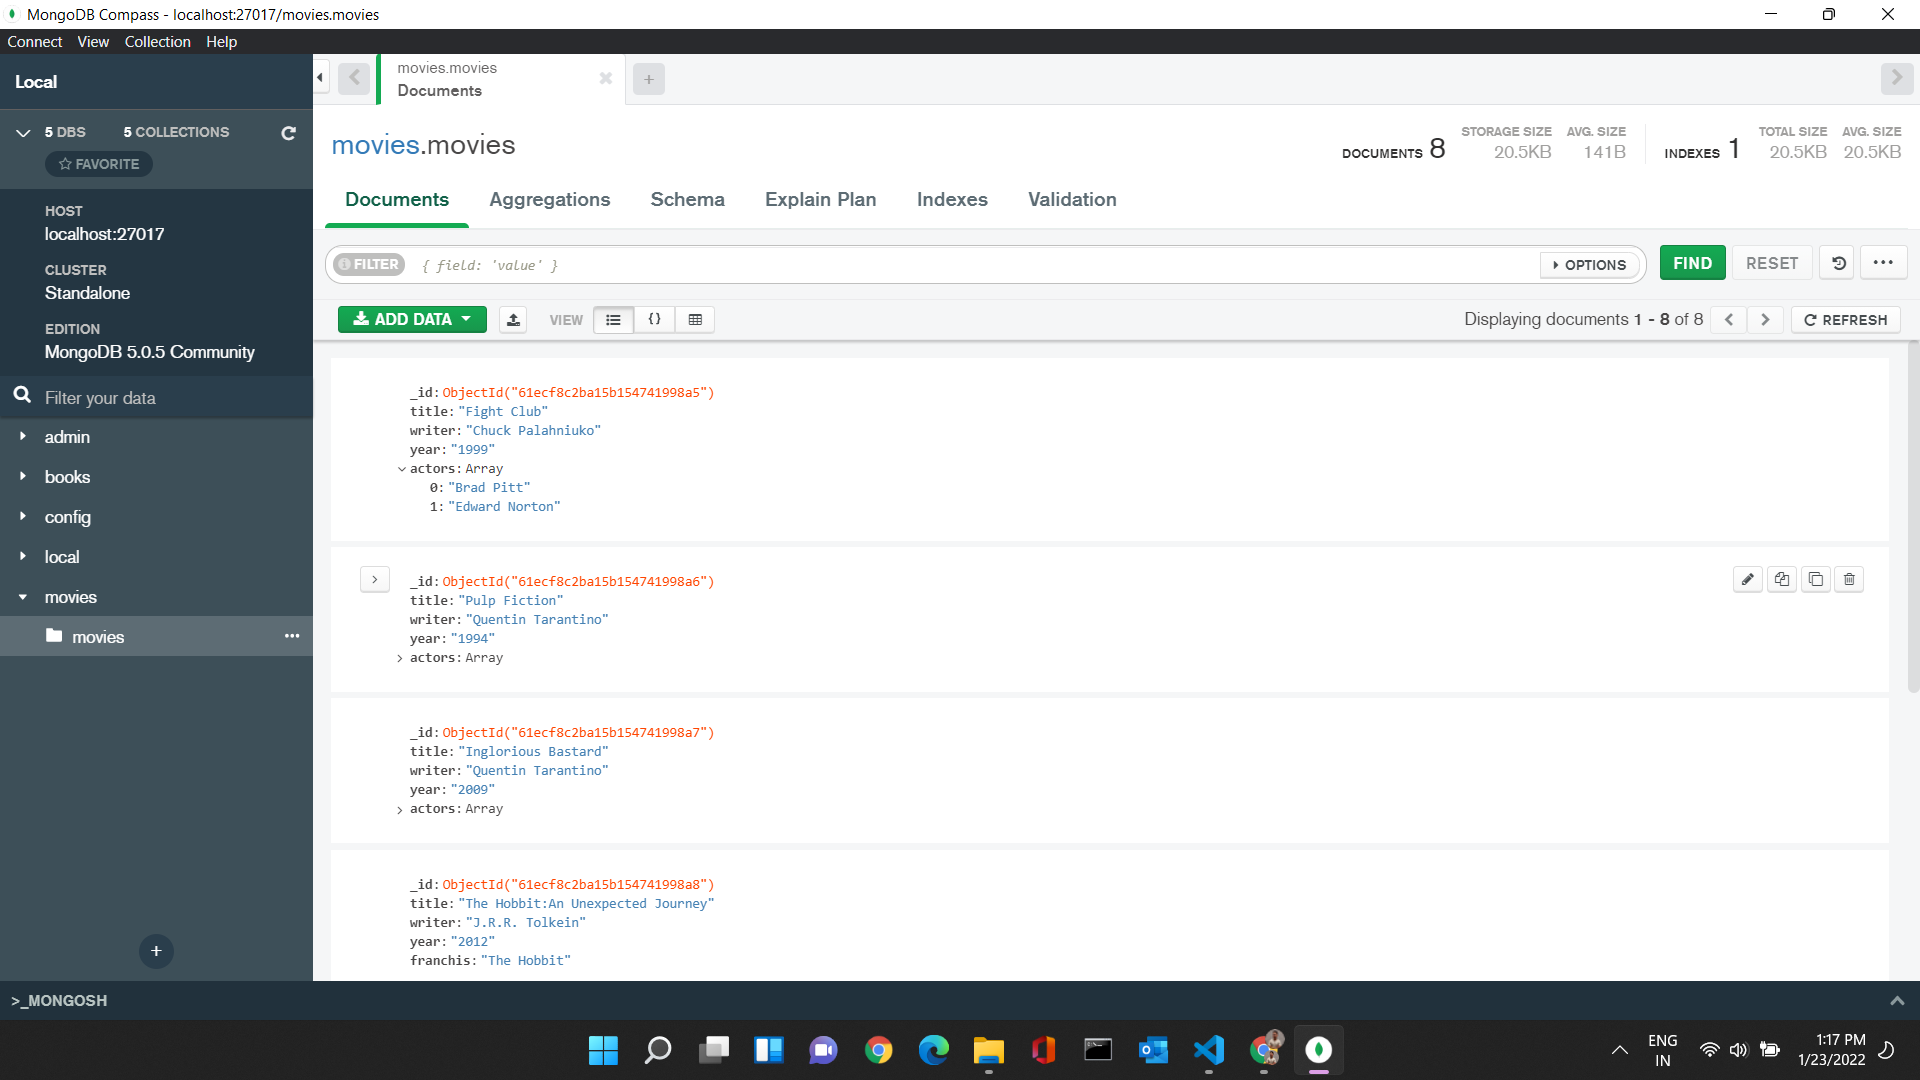 MongoDB Compass - localhost:27017/movies.movies
Connect View Collection Help
Local
5 DBS 5 COLLECTIONS
FAVORITE
HOST
localhost:27017
CLUSTER
Standalone
EDITION
MongoDB 5.0.5 Community
Filter your data
admin
books
config
local
movies
movies
movies.movies
Documents
movies.movies
DOCUMENTS 8
STORAGE SIZE
20.5KB
AVG. SIZE
141B
INDEXES 1
TOTAL SIZE
20.5KB
AVG. SIZE
20.5KB
Documents Aggregations Schema Explain Plan Indexes Validation
FILTER { field: 'value' } OPTIONS FIND RESET
ADD DATA VIEW { } Displaying documents 1 - 8 of 8 REFRESH
_id: ObjectId("61ecf8c2ba15b154741998a5")
title: "Fight Club"
writer: "Chuck Palahniuko"
year: "1999"
actors: Array
0: "Brad Pitt"
1: "Edward Norton"
_id: ObjectId("61ecf8c2ba15b154741998a6")
title: "Pulp Fiction"
writer: "Quentin Tarantino"
year: "1994"
actors: Array
_id: ObjectId("61ecf8c2ba15b154741998a7")
title: "Inglorious Bastard"
writer: "Quentin Tarantino"
year: "2009"
actors: Array
_id: ObjectId("61ecf8c2ba15b154741998a8")
title: "The Hobbit:An Unexpected Journey"
writer: "J.R.R. Tolkein"
year: "2012"
franchis: "The Hobbit"
>_MONGOSH
ENG
IN
1:17 PM
1/23/2022